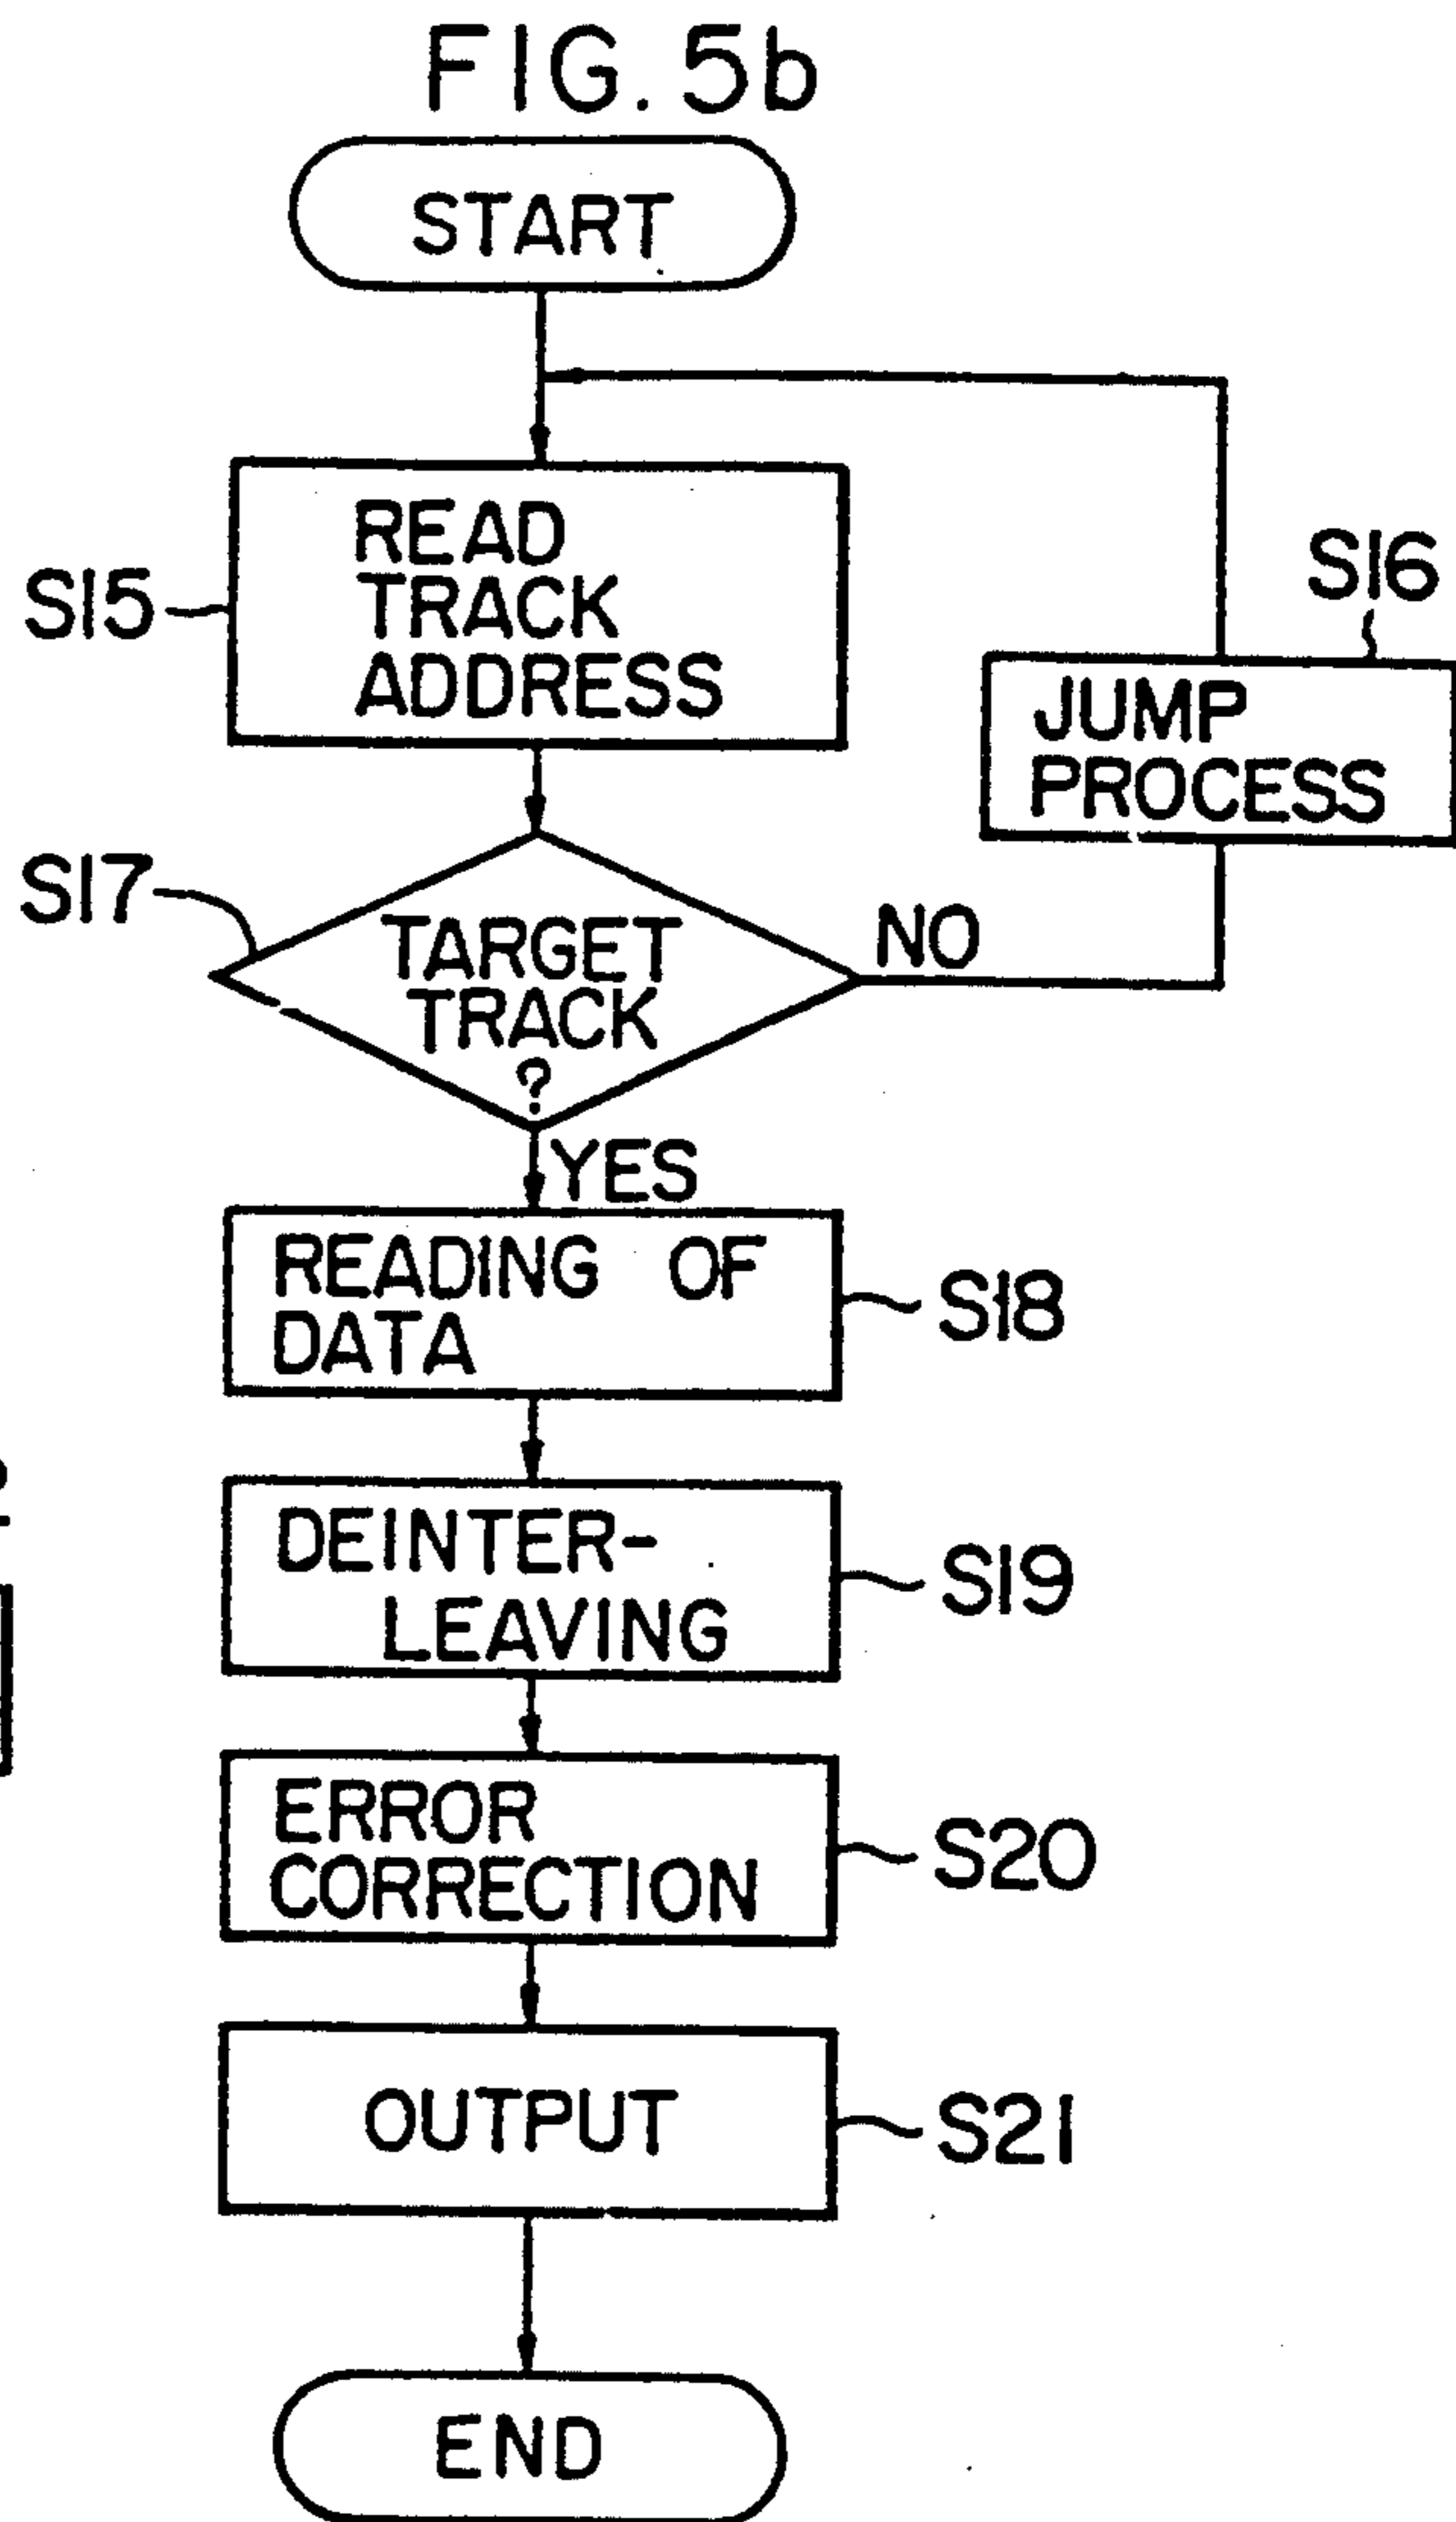 FIG. 5b
START
READ
TRACK
ADDRESS
S15
S16
JUMP
PROCESS
S17
TARGET
TRACK
?
NO
YES
READING OF
DATA
S18
DEINTER-
LEAVING
S19
ERROR
CORRECTION
S20
OUTPUT
S21
END